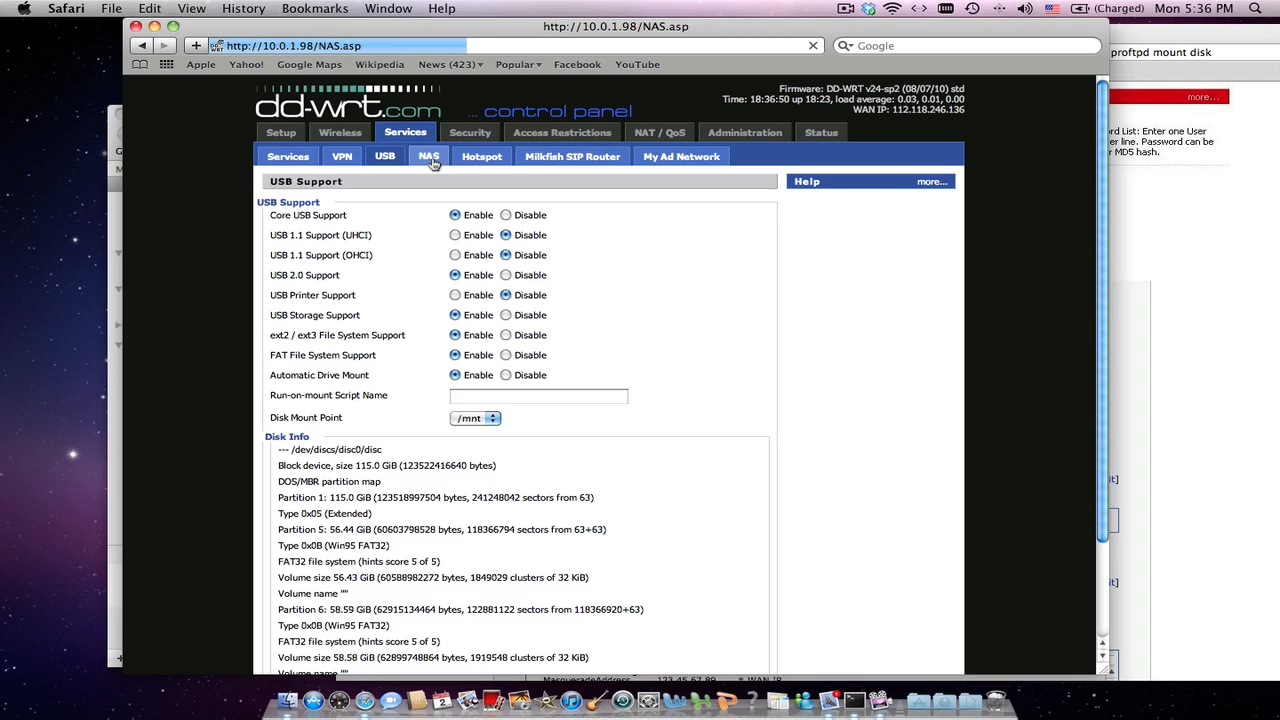 Safari File Edit View History Bookmarks Window Help (Charged) Mon 5:36 PM
http://10.0.1.98/NAS.asp
http://10.0.1.98/NAS.asp Google
proftpd mount disk
Apple Yahoo! Google Maps Wikipedia News (423) Popular Facebook YouTube
dd-wrt.com ... control panel
Firmware: DD-WRT v24-sp2 (08/07/10) std
Time: 18:36:50 up 18:23, load average: 0.03, 0.01, 0.00
WAN IP: 112.118.246.136
more...
Setup Wireless Services Security Access Restrictions NAT / QoS Administration Status
Services VPN USB NAS Hotspot Milkfish SIP Router My Ad Network
ord List: Enter one User
r line. Password can be
r MD5 hash.
USB Support
Help more...
USB Support
Core USB Support Enable Disable
USB 1.1 Support (UHCI) Enable Disable
USB 1.1 Support (OHCI) Enable Disable
USB 2.0 Support Enable Disable
USB Printer Support Enable Disable
USB Storage Support Enable Disable
ext2 / ext3 File System Support Enable Disable
FAT File System Support Enable Disable
Automatic Drive Mount Enable Disable
Run-on-mount Script Name
Disk Mount Point /mnt
Disk Info
--- /dev/discs/disc0/disc
Block device, size 115.0 GiB (123522416640 bytes)
DOS/MBR partition map
Partition 1: 115.0 GiB (123518997504 bytes, 241248042 sectors from 63)
Type 0x05 (Extended)
Partition 5: 56.44 GiB (60603798528 bytes, 118366794 sectors from 63+63)
Type 0x0B (Win95 FAT32)
FAT32 file system (hints score 5 of 5)
Volume size 56.43 GiB (60588982272 bytes, 1849029 clusters of 32 KiB)
Volume name ""
Partition 6: 58.59 GiB (62915134464 bytes, 122881122 sectors from 118366920+63)
Type 0x0B (Win95 FAT32)
FAT32 file system (hints score 5 of 5)
Volume size 58.58 GiB (62899748864 bytes, 1919548 clusters of 32 KiB)
it]
it]